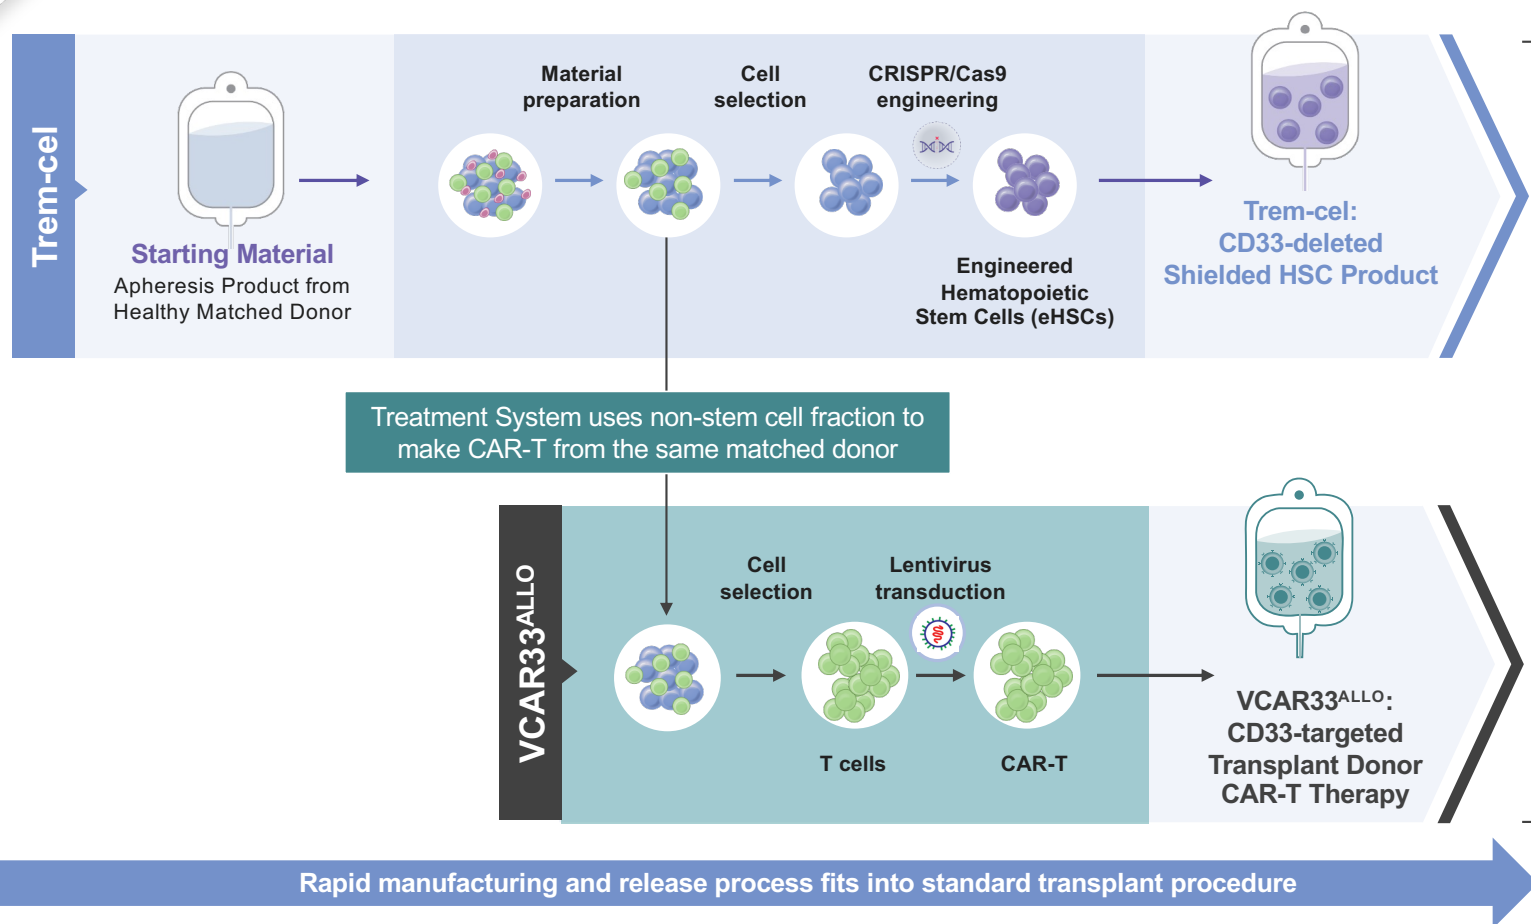 Trem-cel
Starting Material
Apheresis Product from
Healthy Matched Donor
Material
preparation
Cell
selection
CRISPR/Cas9
engineering
Engineered
Hematopoietic
Stem Cells (eHSCs)
Trem-cel:
CD33-deleted
Shielded HSC Product
Treatment System uses non-stem cell fraction to
make CAR-T from the same matched donor
VCAR33ALLO
Cell
selection
Lentivirus
transduction
T cells
CAR-T
VCAR33ALLO:
CD33-targeted
Transplant Donor
CAR-T Therapy
Rapid manufacturing and release process fits into standard transplant procedure